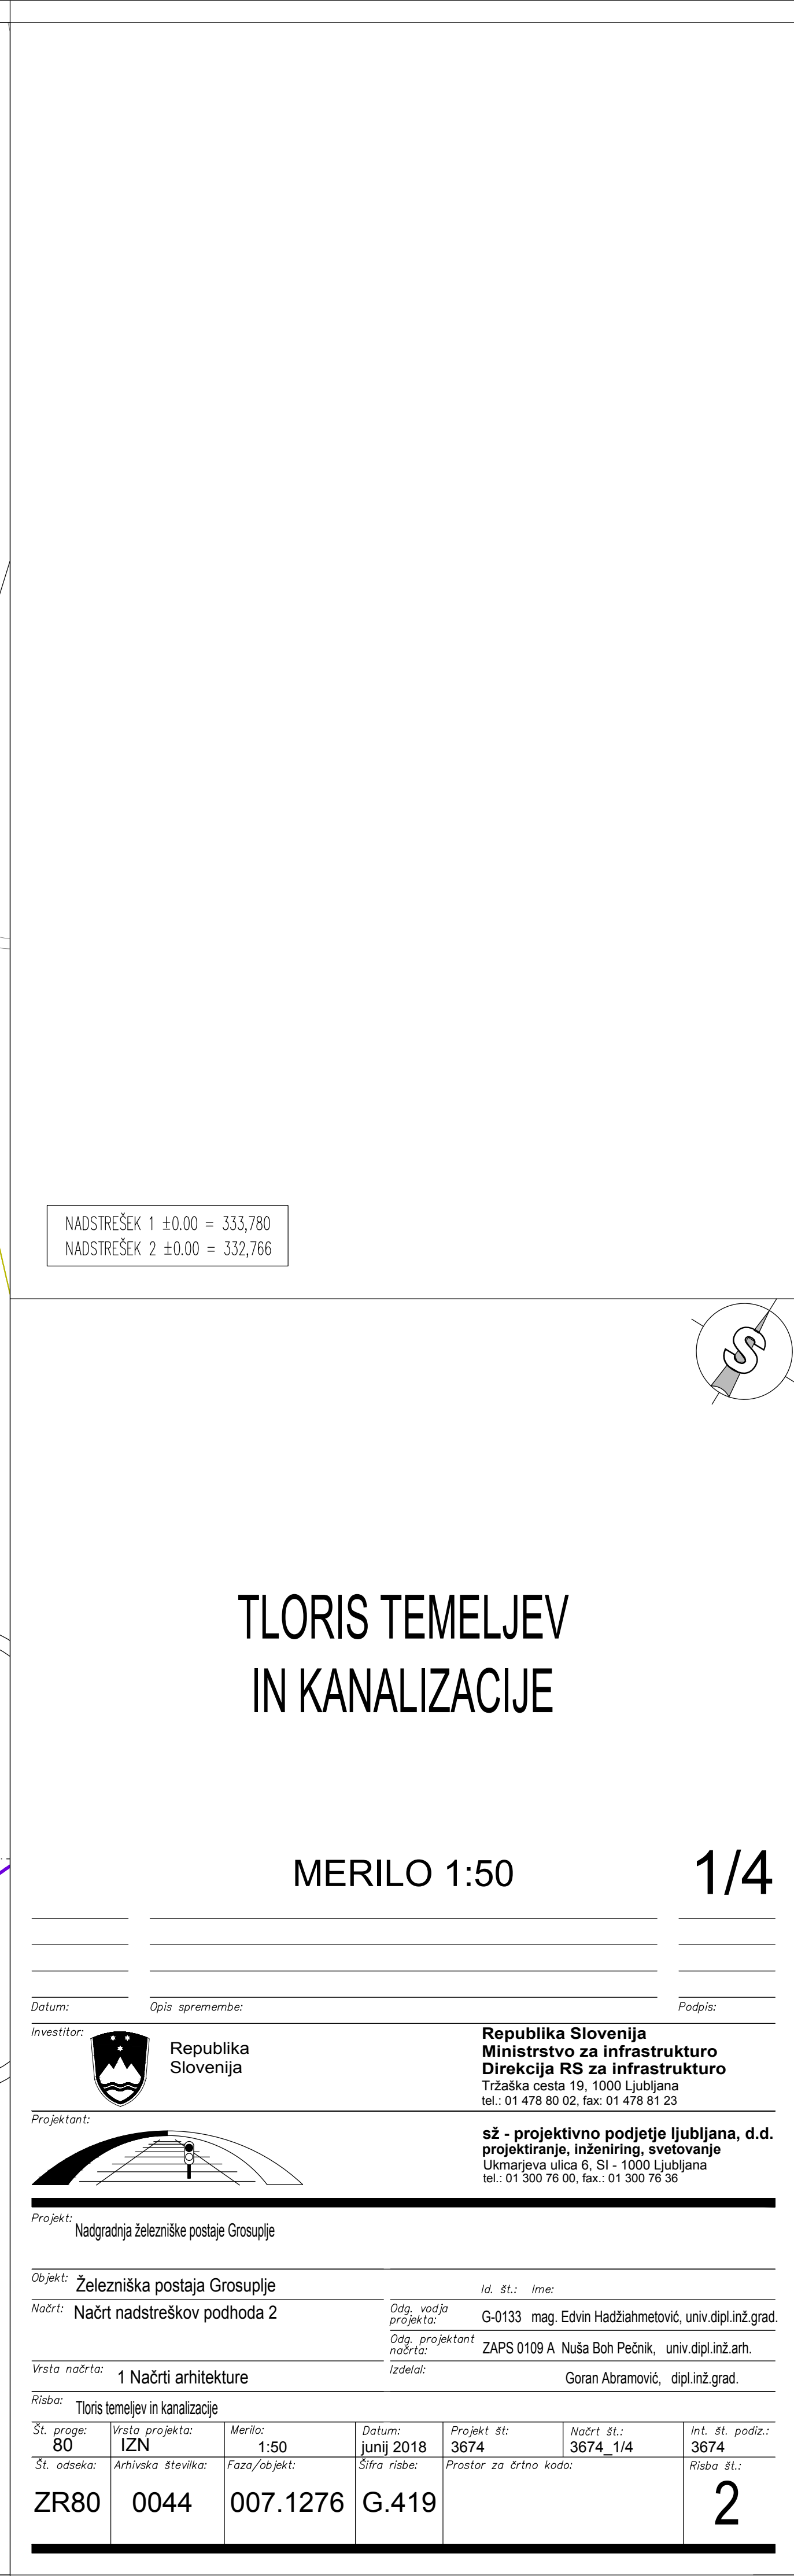 NADSTREŠEK 1 ±0.00 = 333,780
NADSTREŠEK 2 ±0.00 = 332,766
S
TLORIS TEMELJEV
IN KANALIZACIJE
MERILO 1:50
1/4
Datum: Opis spremembe: Podpis:
Investitor:
Republika
Slovenija
Republika Slovenija
Ministrstvo za infrastrukturo
Direkcija RS za infrastrukturo
Tržaška cesta 19, 1000 Ljubljana
tel.: 01 478 80 02, fax: 01 478 81 23
Projektant:
sž - projektivno podjetje ljubljana, d.d.
projektiranje, inženiring, svetovanje
Ukmarjeva ulica 6, SI - 1000 Ljubljana
tel.: 01 300 76 00, fax.: 01 300 76 36
Projekt: Nadgradnja železniške postaje Grosuplje
Objekt: Železniška postaja Grosuplje
Id. št.: Ime:
Načrt: Načrt nadstreškov podhoda 2
Odg. vodja
projekta: G-0133 mag. Edvin Hadžiahmetović, univ.dipl.inž.grad.
Odg. projektant
načrta: ZAPS 0109 A Nuša Boh Pečnik, univ.dipl.inž.arh.
Vrsta načrta: 1 Načrti arhitekture
Izdelal: Goran Abramović, dipl.inž.grad.
Risba: Tloris temeljev in kanalizacije
Št. proge: Vrsta projekta: Merilo: Datum: Projekt št: Načrt št.: Int. št. podiz.:
80 IZN 1:50 junij 2018 3674 3674_1/4 3674
Št. odseka: Arhivska številka: Faza/objekt: Šifra risbe: Prostor za črtno kodo: Risba št.:
ZR80 0044 007.1276 G.419 2